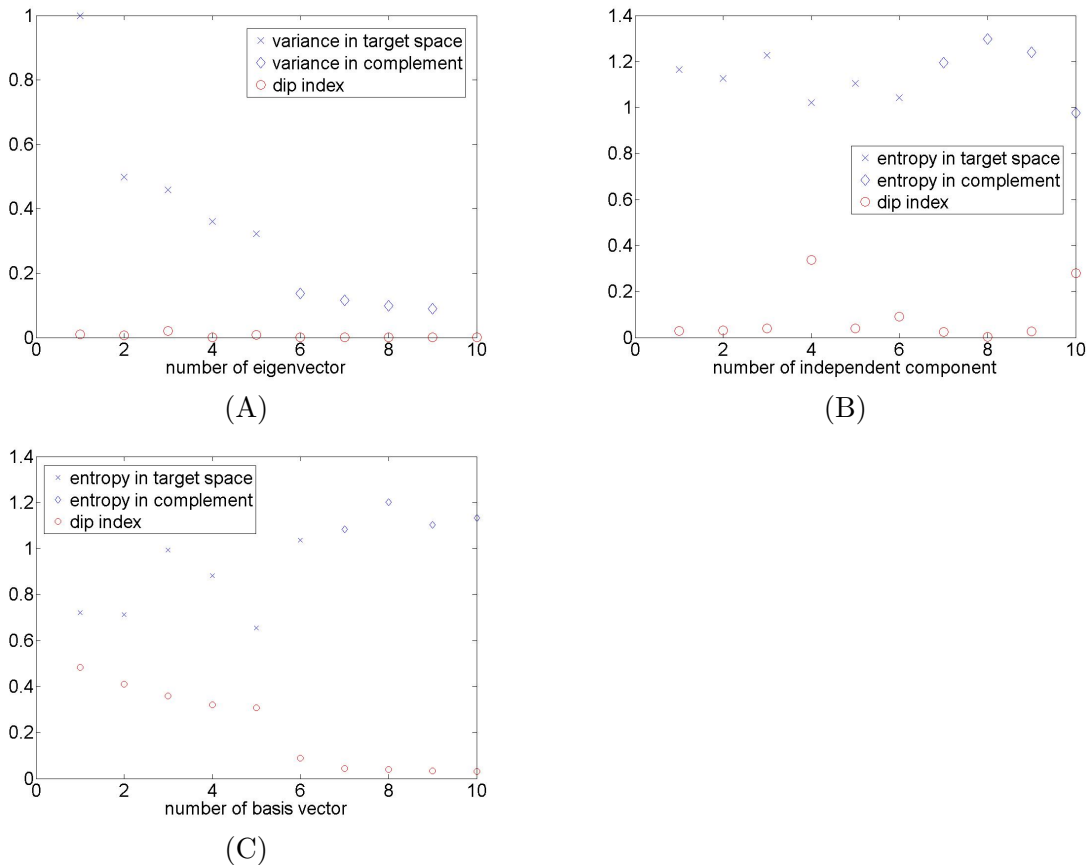 1
0.8
0.6
0.4
0.2
0
0 2 4 6 8 10
variance in target space
variance in complement
dip index
number of eigenvector
(A)
1.4
1.2
1
0.8
0.6
0.4
0.2
0
0 2 4 6 8 10
entropy in target space
entropy in complement
dip index
number of independent component
(B)
1.4
1.2
1
0.8
0.6
0.4
0.2
0
0 2 4 6 8 10
entropy in target space
entropy in complement
dip index
number of basis vector
(C)